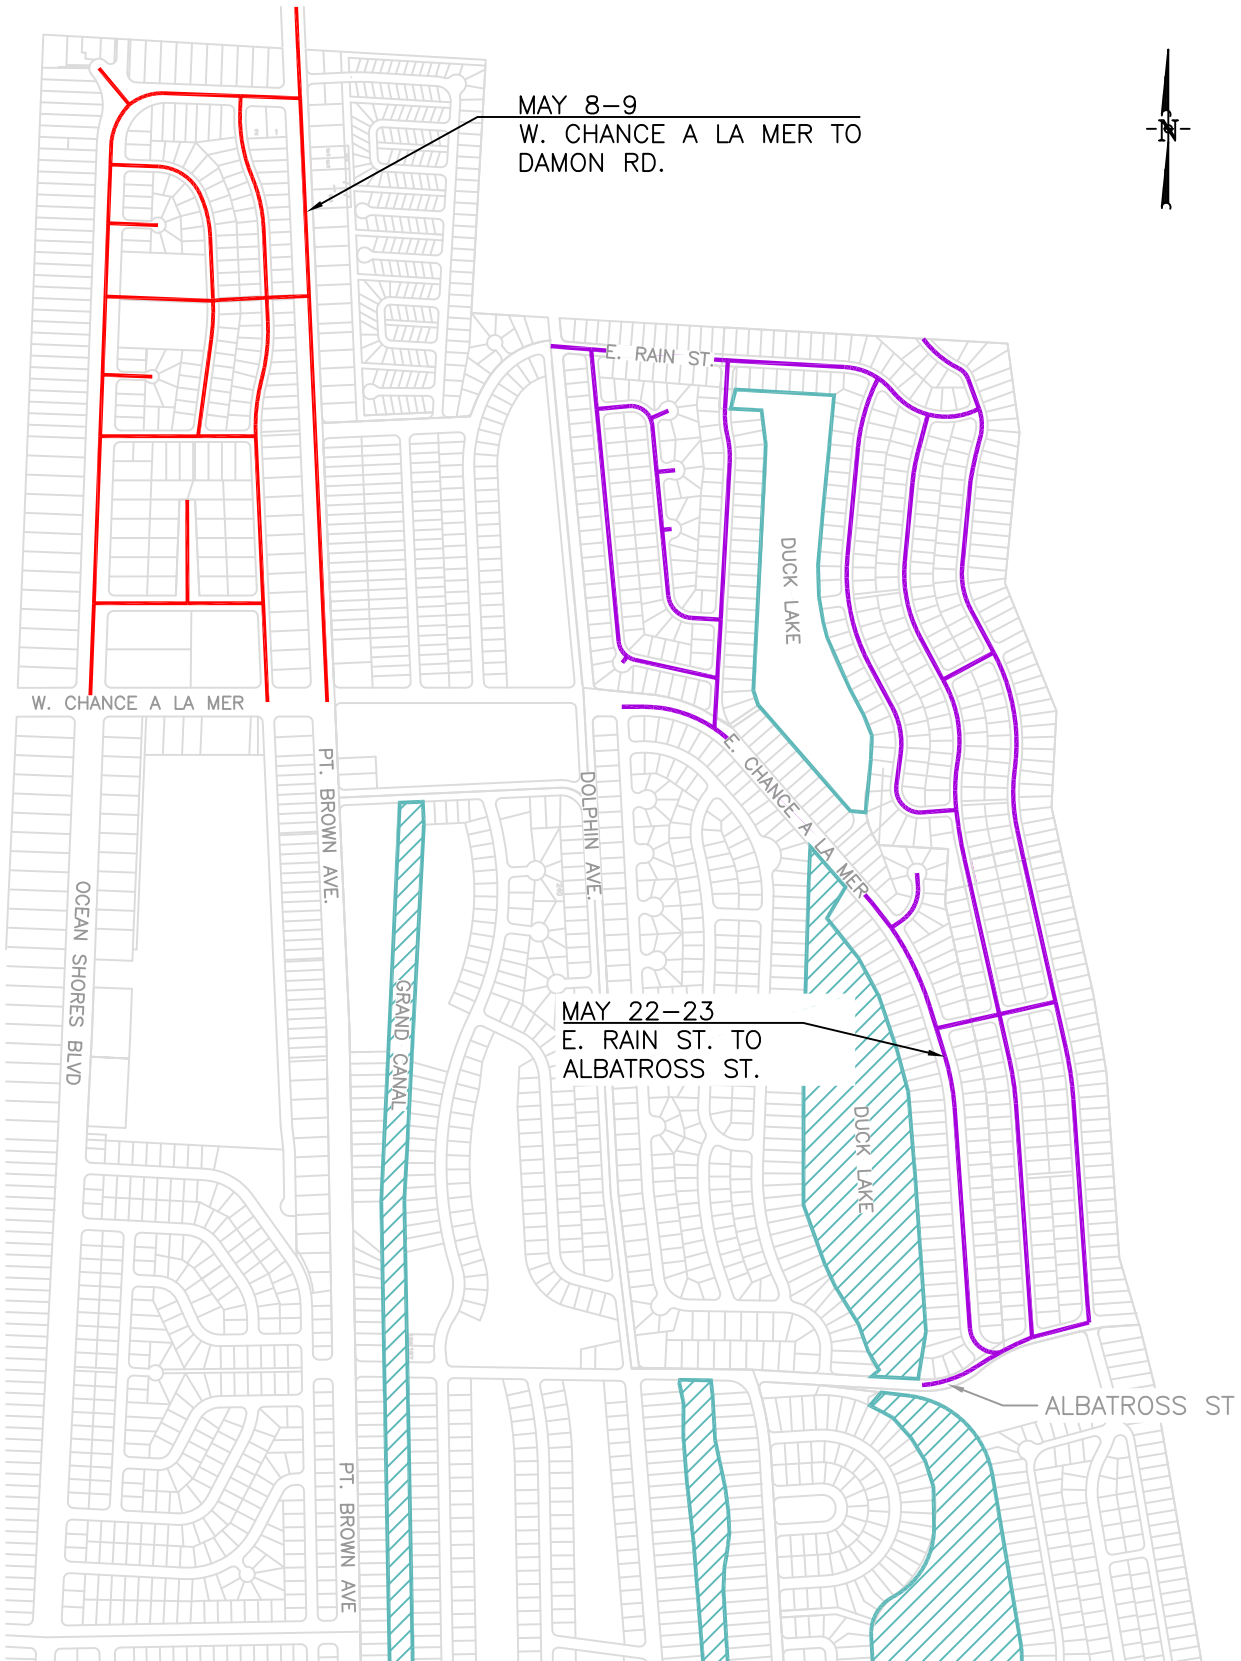 MAY 8-9
W. CHANCE A LA MER TO
DAMON RD.
N
E. RAIN ST.
DUCK LAKE
W. CHANCE A LA MER
PT. BROWN AVE.
DOLPHIN AVE.
E. CHANCE A LA MER
OCEAN SHORES BLVD
GRAND CANAL
MAY 22-23
E. RAIN ST. TO
ALBATROSS ST.
DUCK LAKE
ALBATROSS ST
PT. BROWN AVE